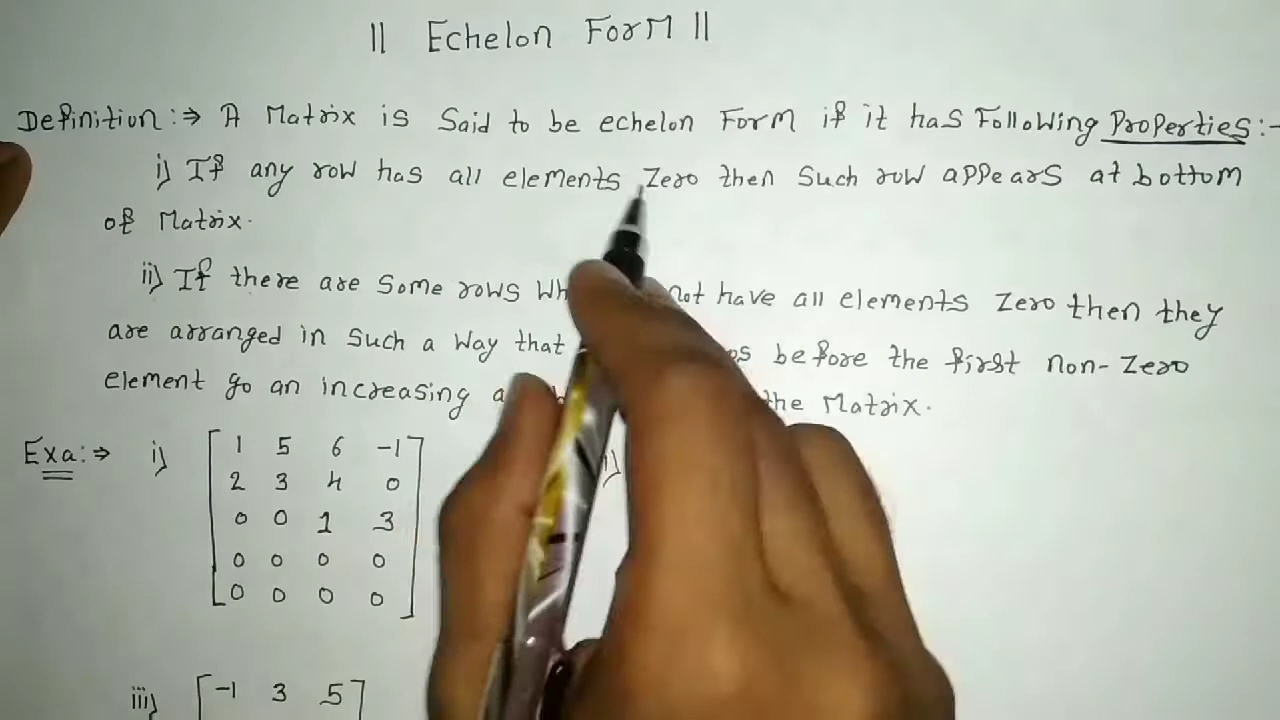 || Echelon Form ||
Definition :⇒ A Matrix is Said to be echelon Form if it has Following Properties :-
i) If any row has all elements Zero then Such row appears at bottom
of Matrix.
ii) If there are Some rows not have all elements Zero then they
are arranged in Such a Way that before the first non-Zero
element go an increasing the Matrix.
Exa :⇒ i) [ 1 5 6 -1 ]
2 3 4 0
0 0 1 3
0 0 0 0
0 0 0 0
iii) [ -1 3 5 ]